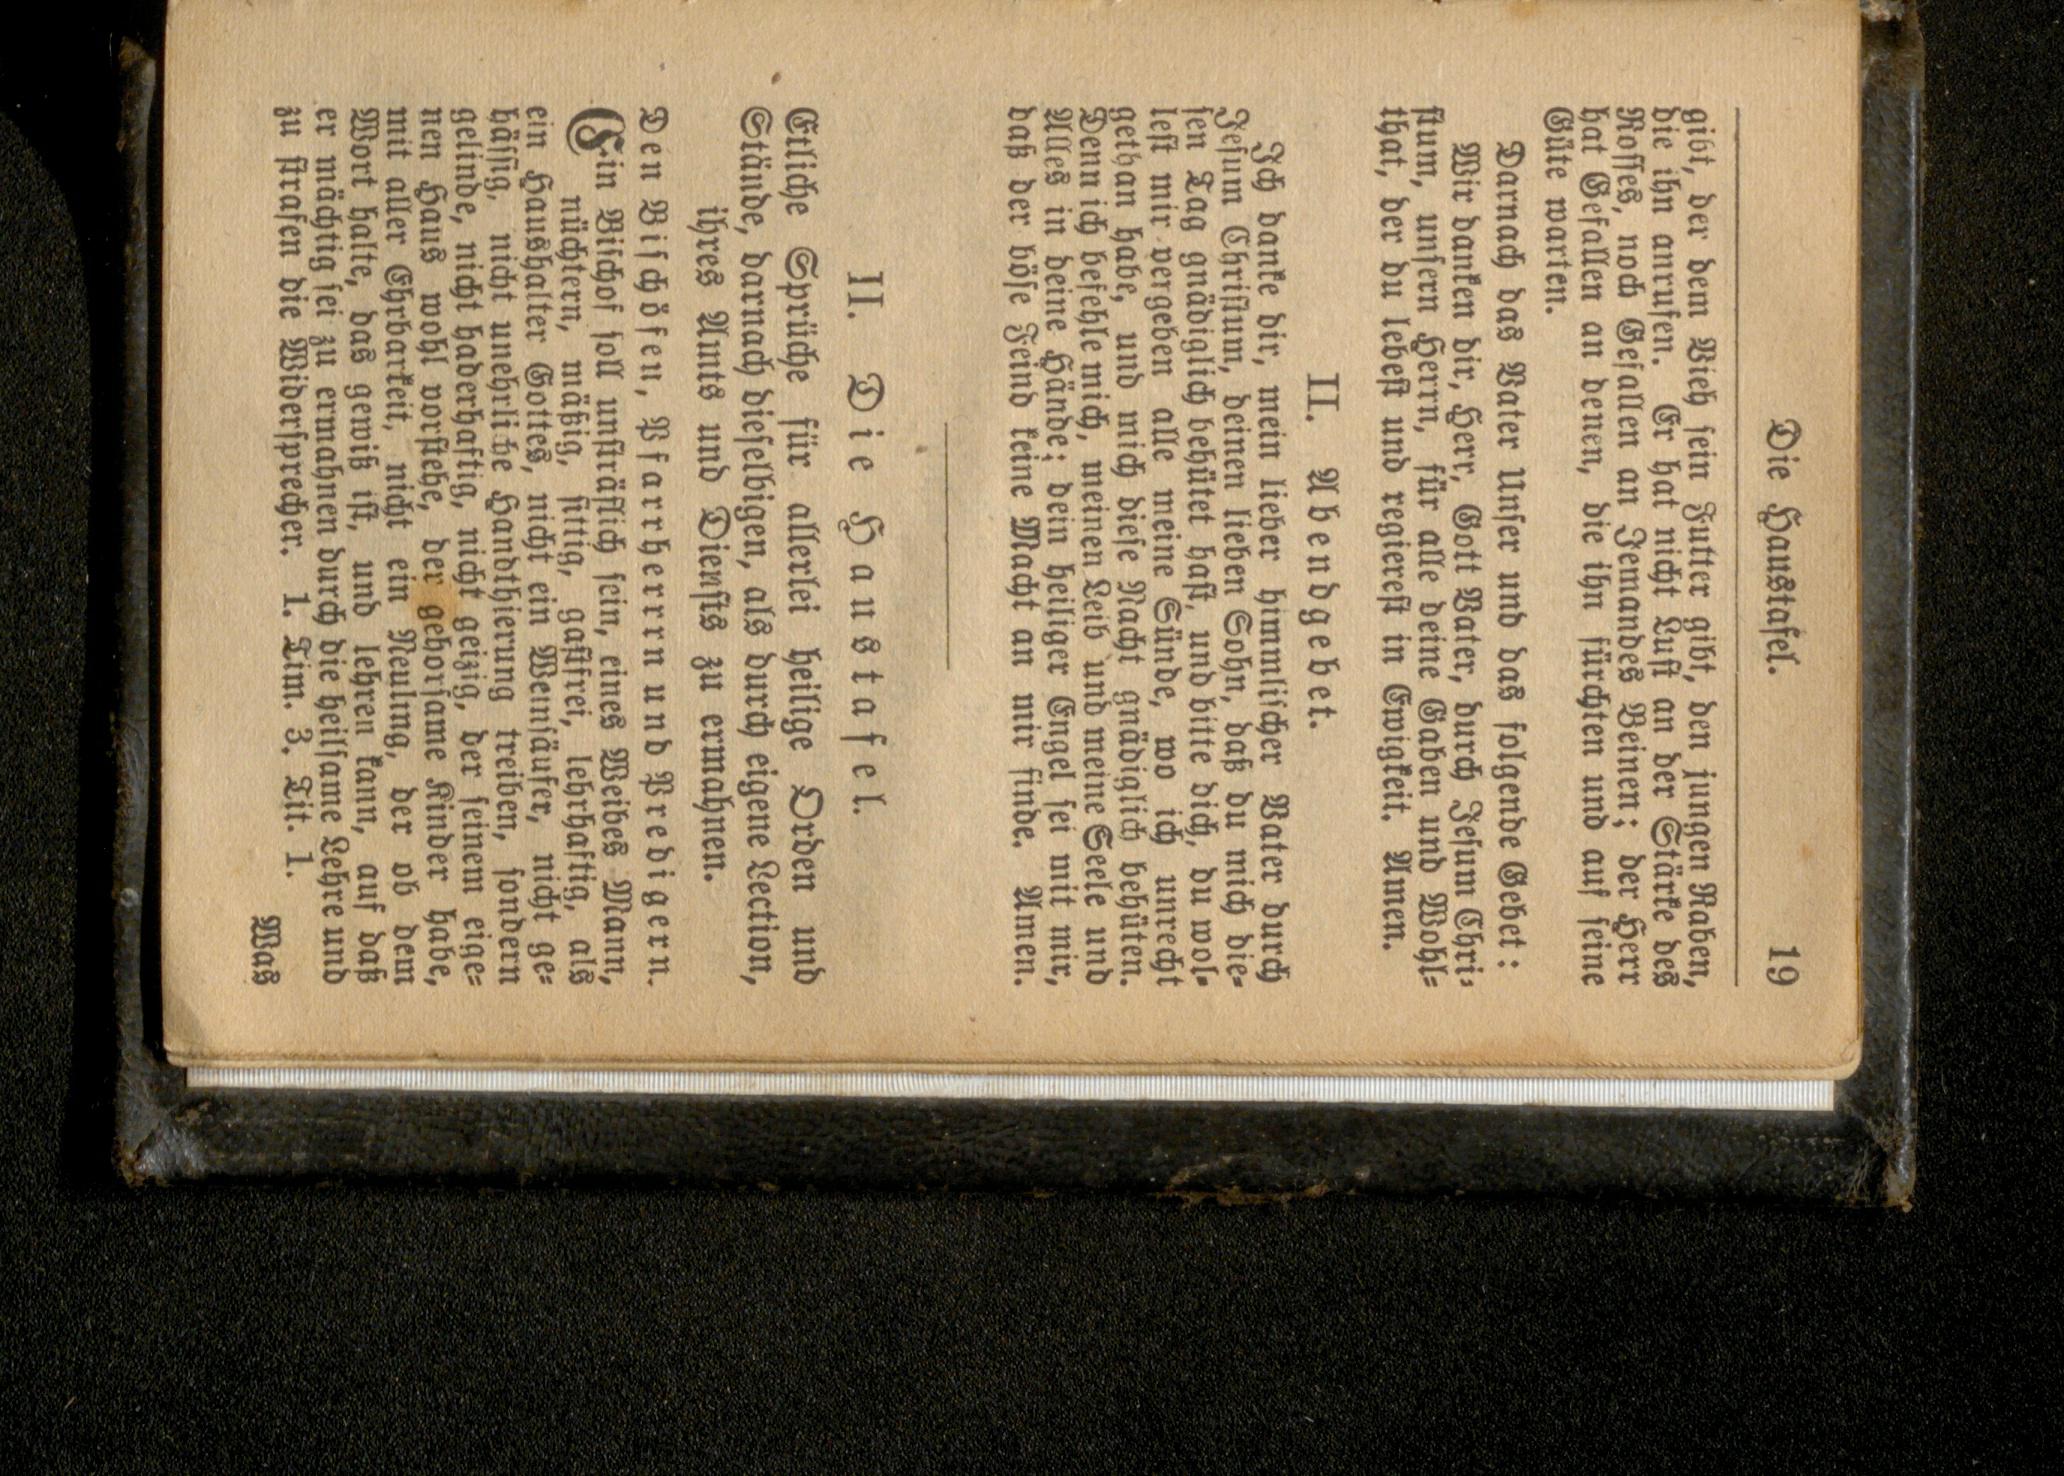 Die Haustafel. 19
gibt, der dem Vieh sein Futter gibt, den jungen Raben,
die ihn anrufen. Er hat nicht Lust an der Stärke des
Rosses, noch Gefallen an Jemandes Beinen; der Herr
hat Gefallen an denen, die ihn fürchten und auf seine
Güte warten.
Darnach das Vater Unser und das folgende Gebet:
Wir danken dir, Herr, Gott Vater, durch Jesum Chri-
stum, unsern Herrn, für alle deine Gaben und Wohl-
that, der du lebest und regierest in Ewigkeit. Amen.
II. Abendgebet.
Ich danke dir, mein lieber himmlischer Vater durch
Jesum Christum, deinen lieben Sohn, daß du mich die-
sen Tag gnädiglich behütet hast, und bitte dich, du wol-
lest mir vergeben alle meine Sünde, wo ich unrecht
gethan habe, und mich diese Nacht gnädiglich behüten.
Denn ich befehle mich, meinen Leib und meine Seele und
Alles in deine Hände; dein heiliger Engel sei mit mir,
daß der böse Feind keine Macht an mir finde. Amen.
II. Die Haustafel.
Etliche Sprüche für allerlei heilige Orden und
Stände, darnach dieselbigen, als durch eigene Lection,
ihres Amts und Diensts zu ermahnen.
Den Bischöfen, Pfarrherrn und Predigern.
Ein Bischof soll unsträflich sein, eines Weibes Mann,
nüchtern, mäßig, sittig, gastfrei, lehrhaftig, als
ein Haushalter Gottes, nicht ein Weinsäufer, nicht ge-
hässig, nicht unehrliche Handthierung treiben, sondern
gelinde, nicht haderhaftig, nicht geizig, der seinem eige-
nen Haus wohl vorstehe, der gehorsame Kinder habe,
mit aller Ehrbarkeit, nicht ein Neuling, der ob dem
Wort halte, das gewiß ist, und lehren kann, auf daß
er mächtig sei zu ermahnen durch die heilsame Lehre und
zu strafen die Widersprecher. 1. Tim. 3. Tit. 1.
Was